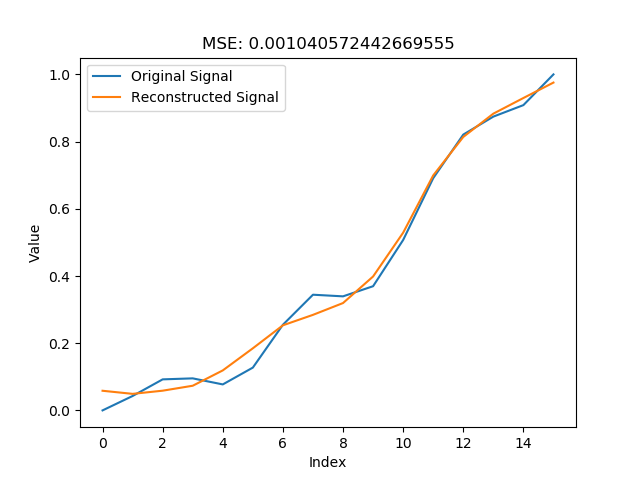 MSE: 0.001040572442669555
Original Signal
Reconstructed Signal
1.0
0.8
0.6
0.4
0.2
0.0
Value
0 2 4 6 8 10 12 14
Index